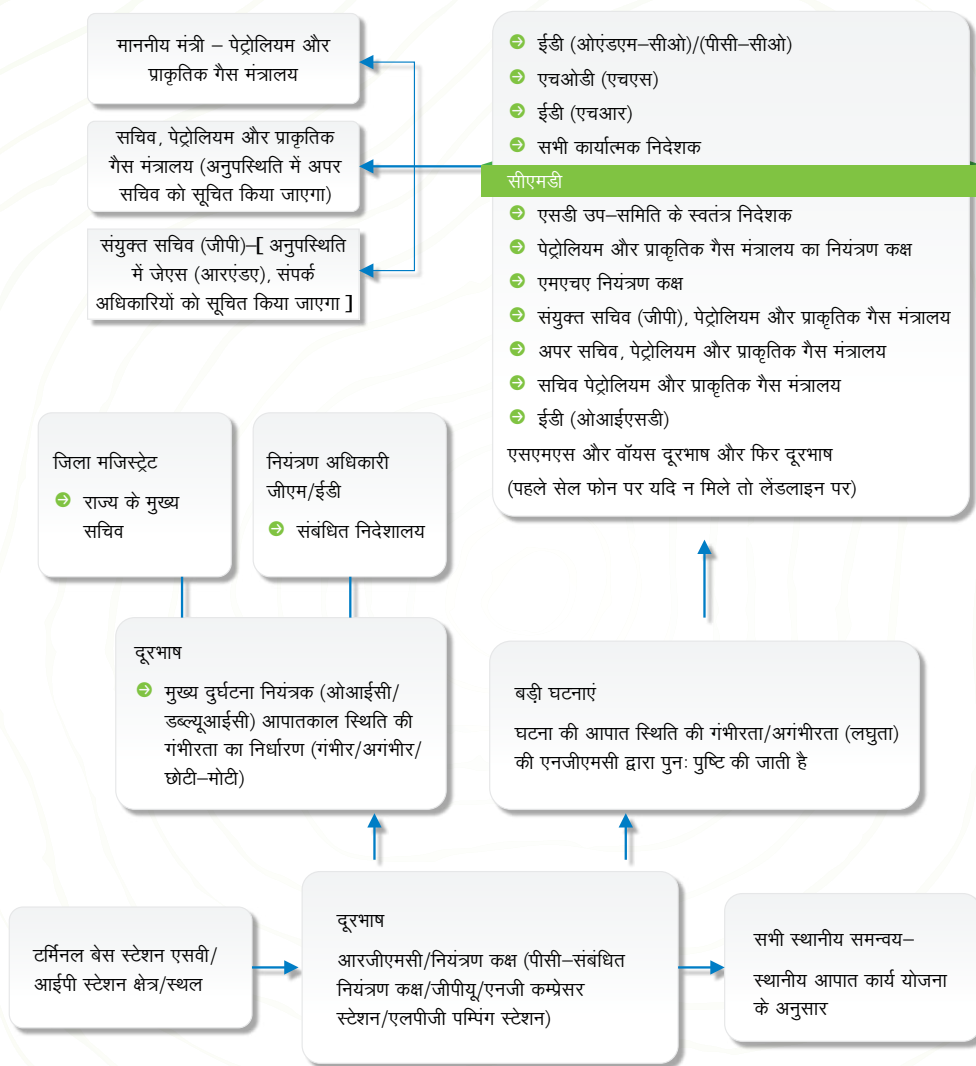 माननीय मंत्री – पेट्रोलियम और
प्राकृतिक गैस मंत्रालय
सचिव, पेट्रोलियम और प्राकृतिक
गैस मंत्रालय (अनुपस्थिति में अपर
सचिव को सूचित किया जाएगा)
संयुक्त सचिव (जीपी)–[ अनुपस्थिति
में जेएस (आरएंडए), संपर्क
अधिकारियों को सूचित किया जाएगा ]
ईडी (ओएंडएम–सीओ)/(पीसी–सीओ)
एचओडी (एचएस)
ईडी (एचआर)
सभी कार्यात्मक निदेशक
सीएमडी
एसडी उप–समिति के स्वतंत्र निदेशक
पेट्रोलियम और प्राकृतिक गैस मंत्रालय का नियंत्रण कक्ष
एमएचए नियंत्रण कक्ष
संयुक्त सचिव (जीपी), पेट्रोलियम और प्राकृतिक गैस मंत्रालय
अपर सचिव, पेट्रोलियम और प्राकृतिक गैस मंत्रालय
सचिव पेट्रोलियम और प्राकृतिक गैस मंत्रालय
ईडी (ओआईएसडी)
एसएमएस और वॉयस दूरभाष और फिर दूरभाष
(पहले सेल फोन पर यदि न मिले तो लेंडलाइन पर)
जिला मजिस्ट्रेट
राज्य के मुख्य
सचिव
नियंत्रण अधिकारी
जीएम/ईडी
संबंधित निदेशालय
दूरभाष
मुख्य दुर्घटना नियंत्रक (ओआईसी/
डब्ल्यूआईसी) आपातकाल स्थिति की
गंभीरता का निर्धारण (गंभीर/अगंभीर/
छोटी–मोटी)
बड़ी घटनाएं
घटना की आपात स्थिति की गंभीरता/अगंभीरता (लघुता)
की एनजीएमसी द्वारा पुनः पुष्टि की जाती है
टर्मिनल बेस स्टेशन एसवी/
आईपी स्टेशन क्षेत्र/स्थल
दूरभाष
आरजीएमसी/नियंत्रण कक्ष (पीसी–संबंधित
नियंत्रण कक्ष/जीपीयू/एनजी कम्प्रेसर
स्टेशन/एलपीजी पम्पिंग स्टेशन)
सभी स्थानीय समन्वय–
स्थानीय आपात कार्य योजना
के अनुसार